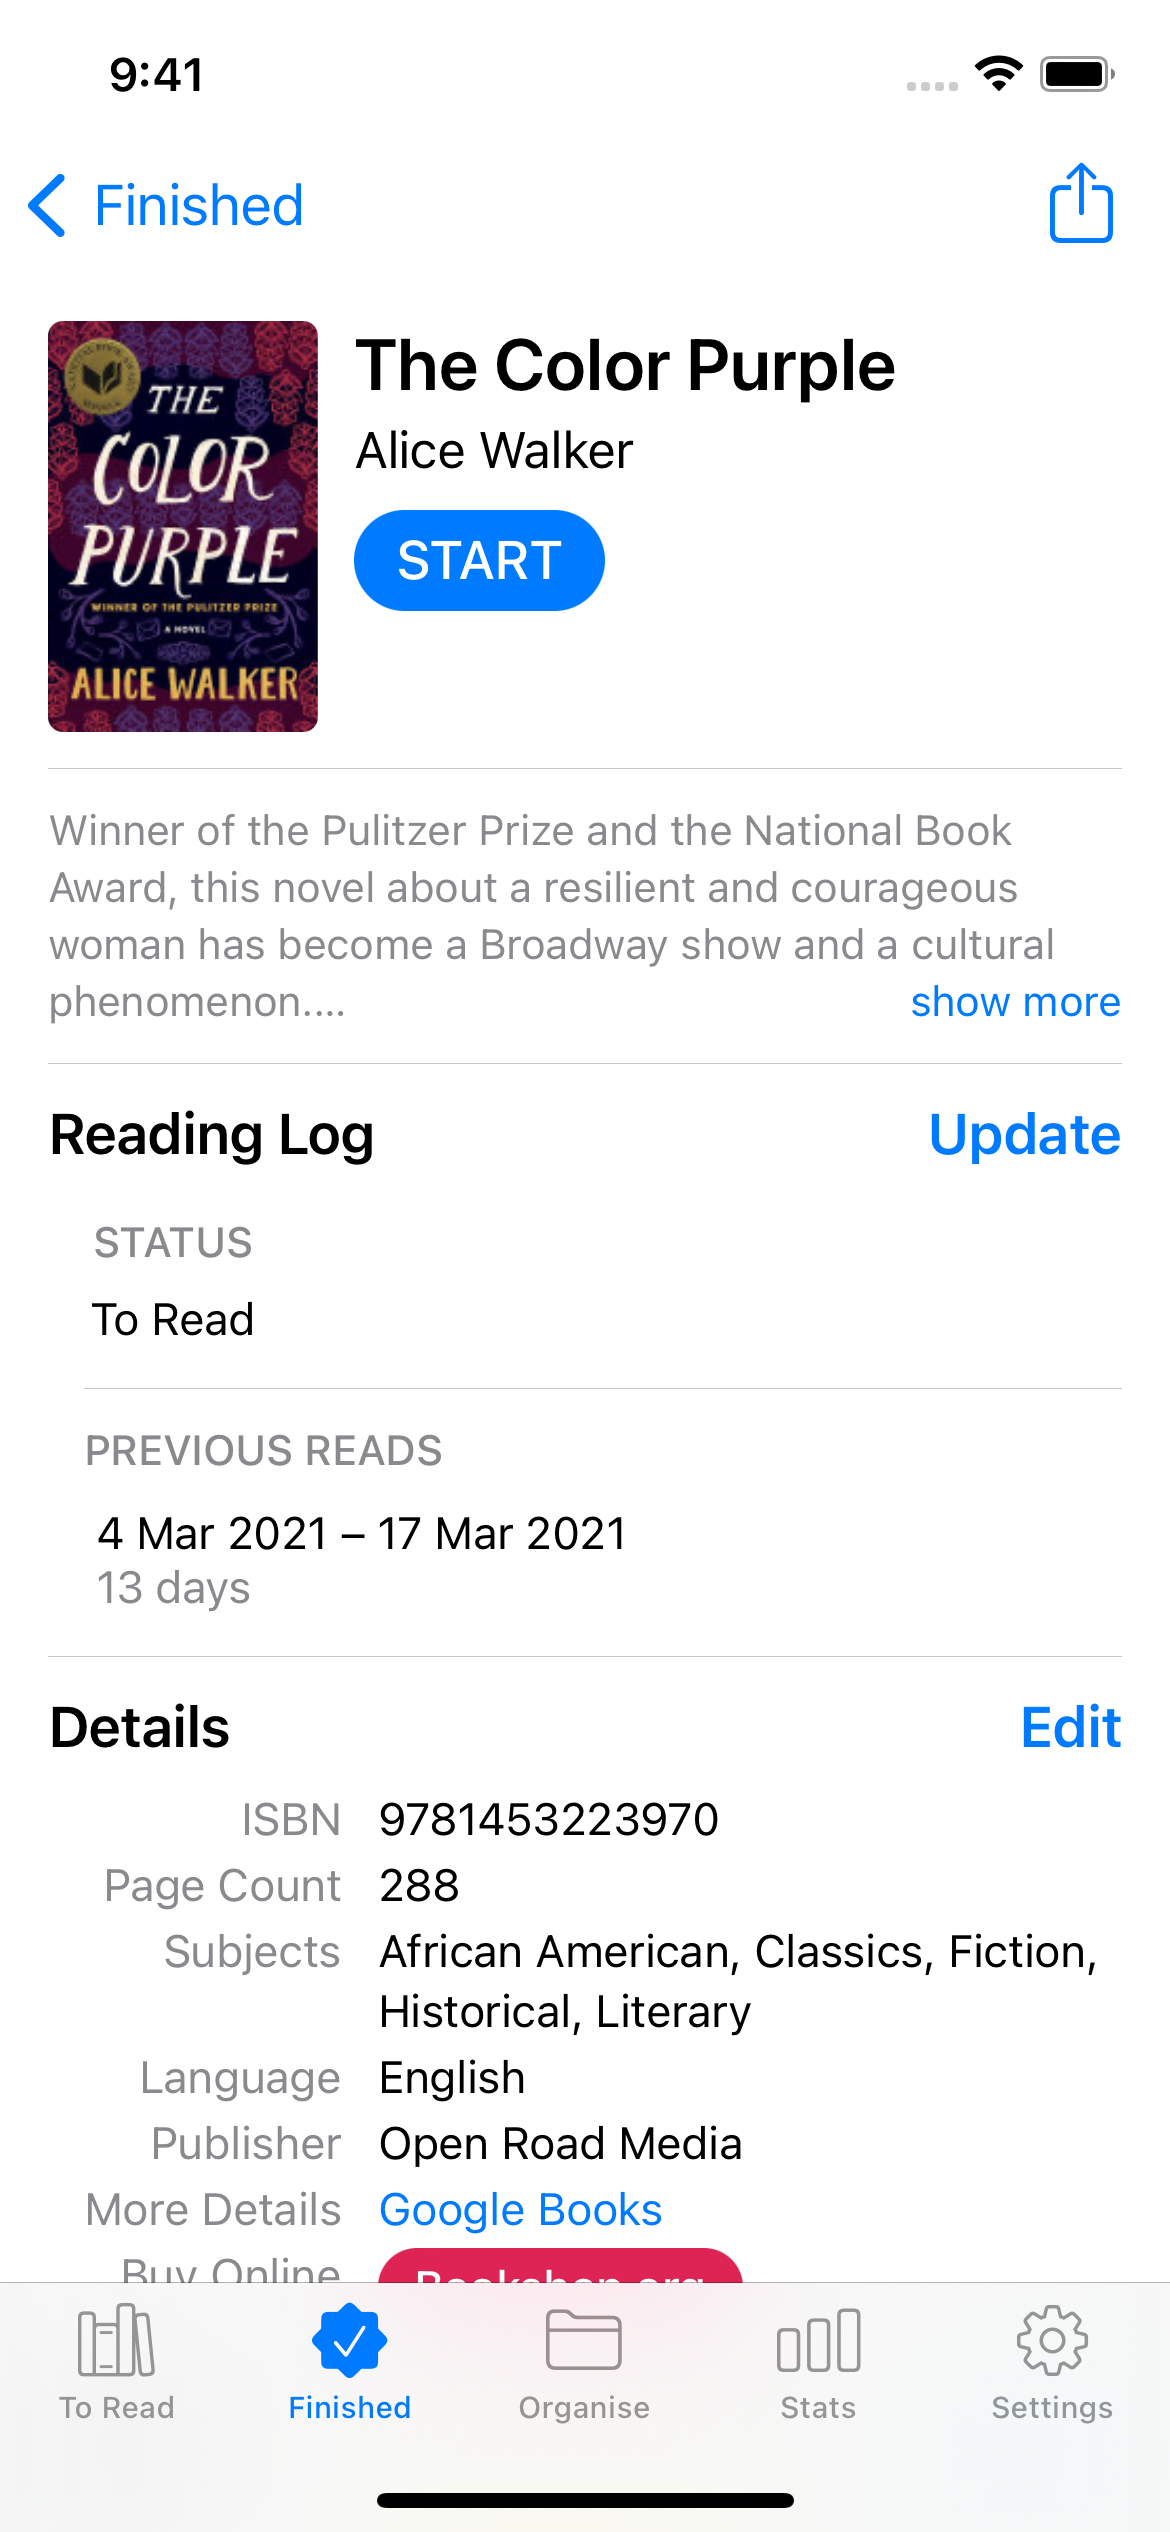 9:41
Finished
THE
COLOR
PURPLE
WINNER OF THE PULITZER PRIZE
A NOVEL
ALICE WALKER
The Color Purple
Alice Walker
START
Winner of the Pulitzer Prize and the National Book
Award, this novel about a resilient and courageous
woman has become a Broadway show and a cultural
phenomenon.... show more
Reading Log Update
STATUS
To Read
PREVIOUS READS
4 Mar 2021 – 17 Mar 2021
13 days
Details Edit
ISBN 9781453223970
Page Count 288
Subjects African American, Classics, Fiction,
Historical, Literary
Language English
Publisher Open Road Media
More Details Google Books
Buy Online Bookshop.org
To Read Finished Organise Stats Settings